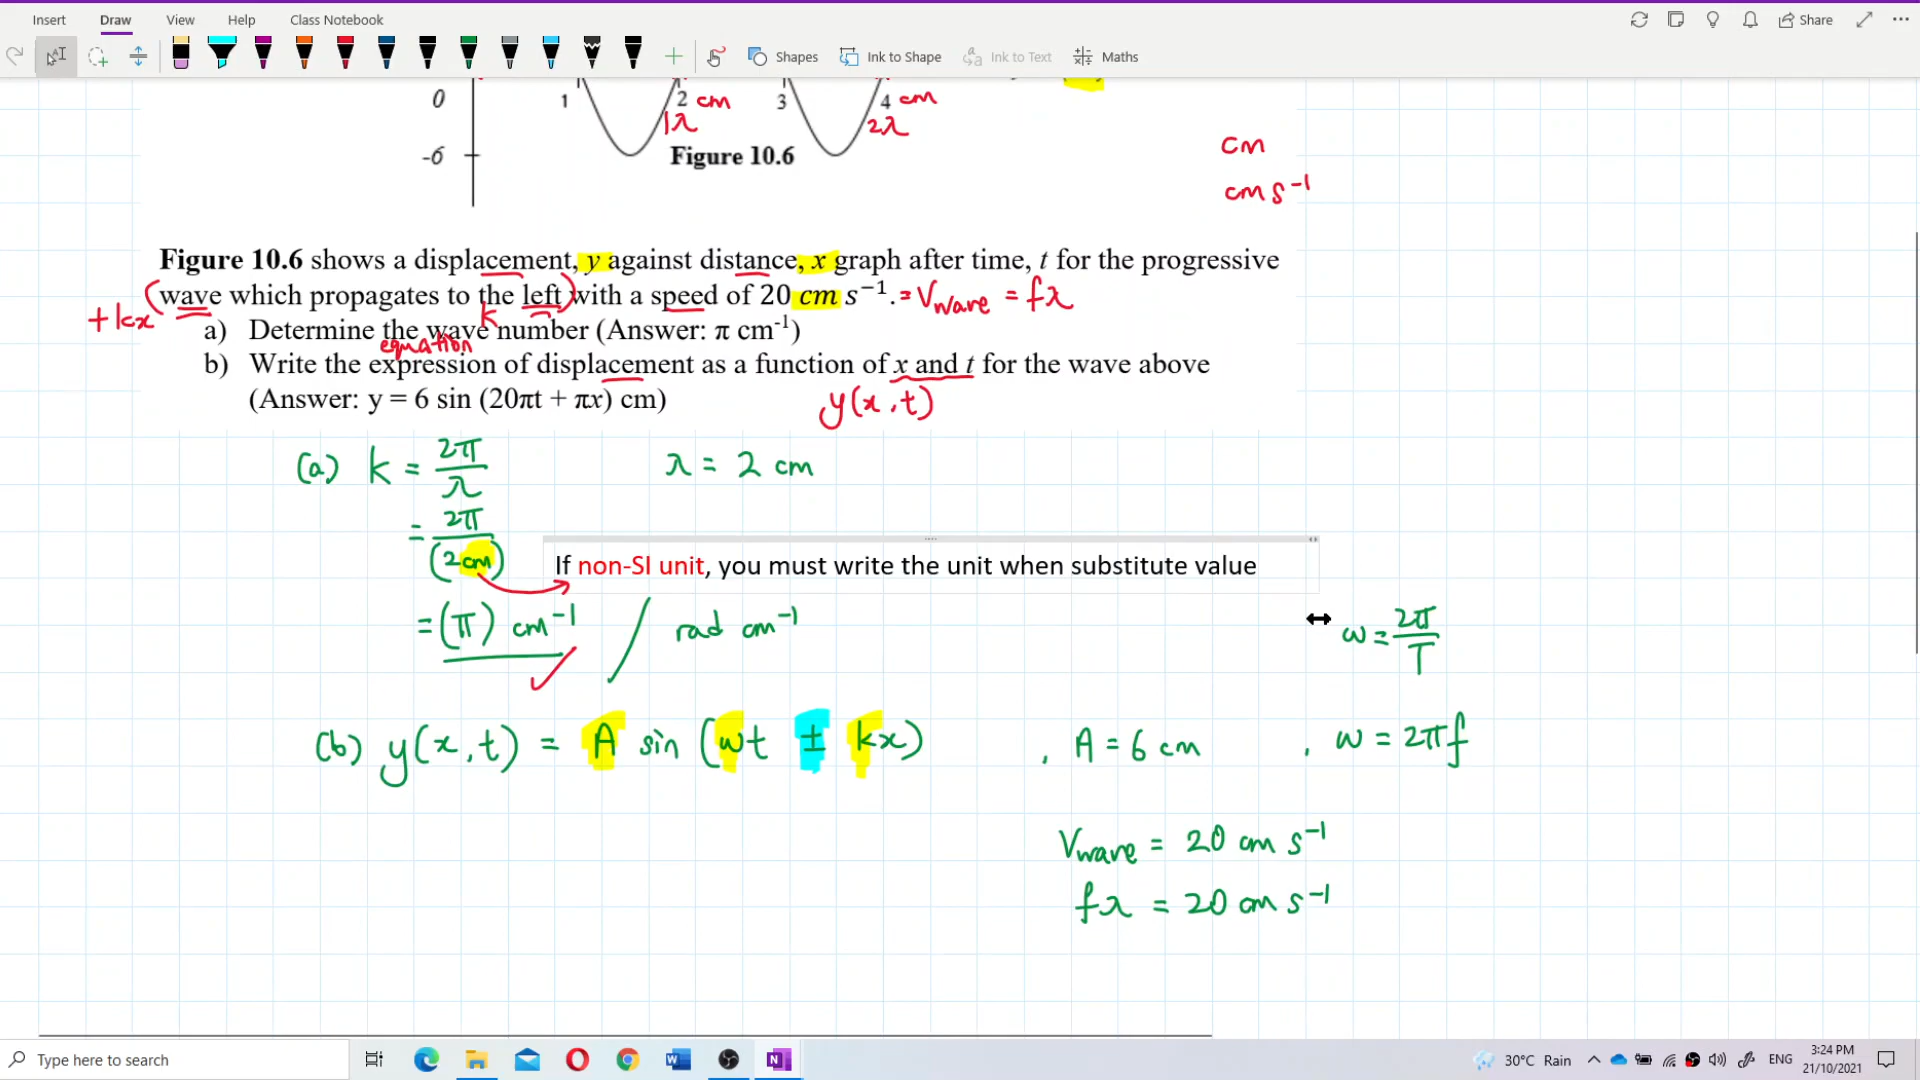 Insert Draw View Help Class Notebook Share
Shapes Ink to Shape Ink to Text Maths
0 1 2 cm 3 4 cm
1λ 2λ
-6 Figure 10.6
cm
cm s⁻¹
Figure 10.6 shows a displacement, y against distance, x graph after time, t for the progressive
wave which propagates to the left with a speed of 20 cm s⁻¹. = Vwave = fλ
+kx
k
a) Determine the wave number (Answer: π cm⁻¹)
equation
b) Write the expression of displacement as a function of x and t for the wave above
(Answer: y = 6 sin (20πt + πx) cm)
y(x,t)
(a) k = 2π/λ λ = 2 cm
= 2π/(2cm)
If non-SI unit, you must write the unit when substitute value
= (π) cm⁻¹ / rad cm⁻¹
ω = 2π/T
(b) y(x,t) = A sin (ωt ± kx) , A = 6 cm , ω = 2πf
Vwave = 20 cm s⁻¹
fλ = 20 cm s⁻¹
Type here to search
30°C Rain ENG 3:24 PM
21/10/2021